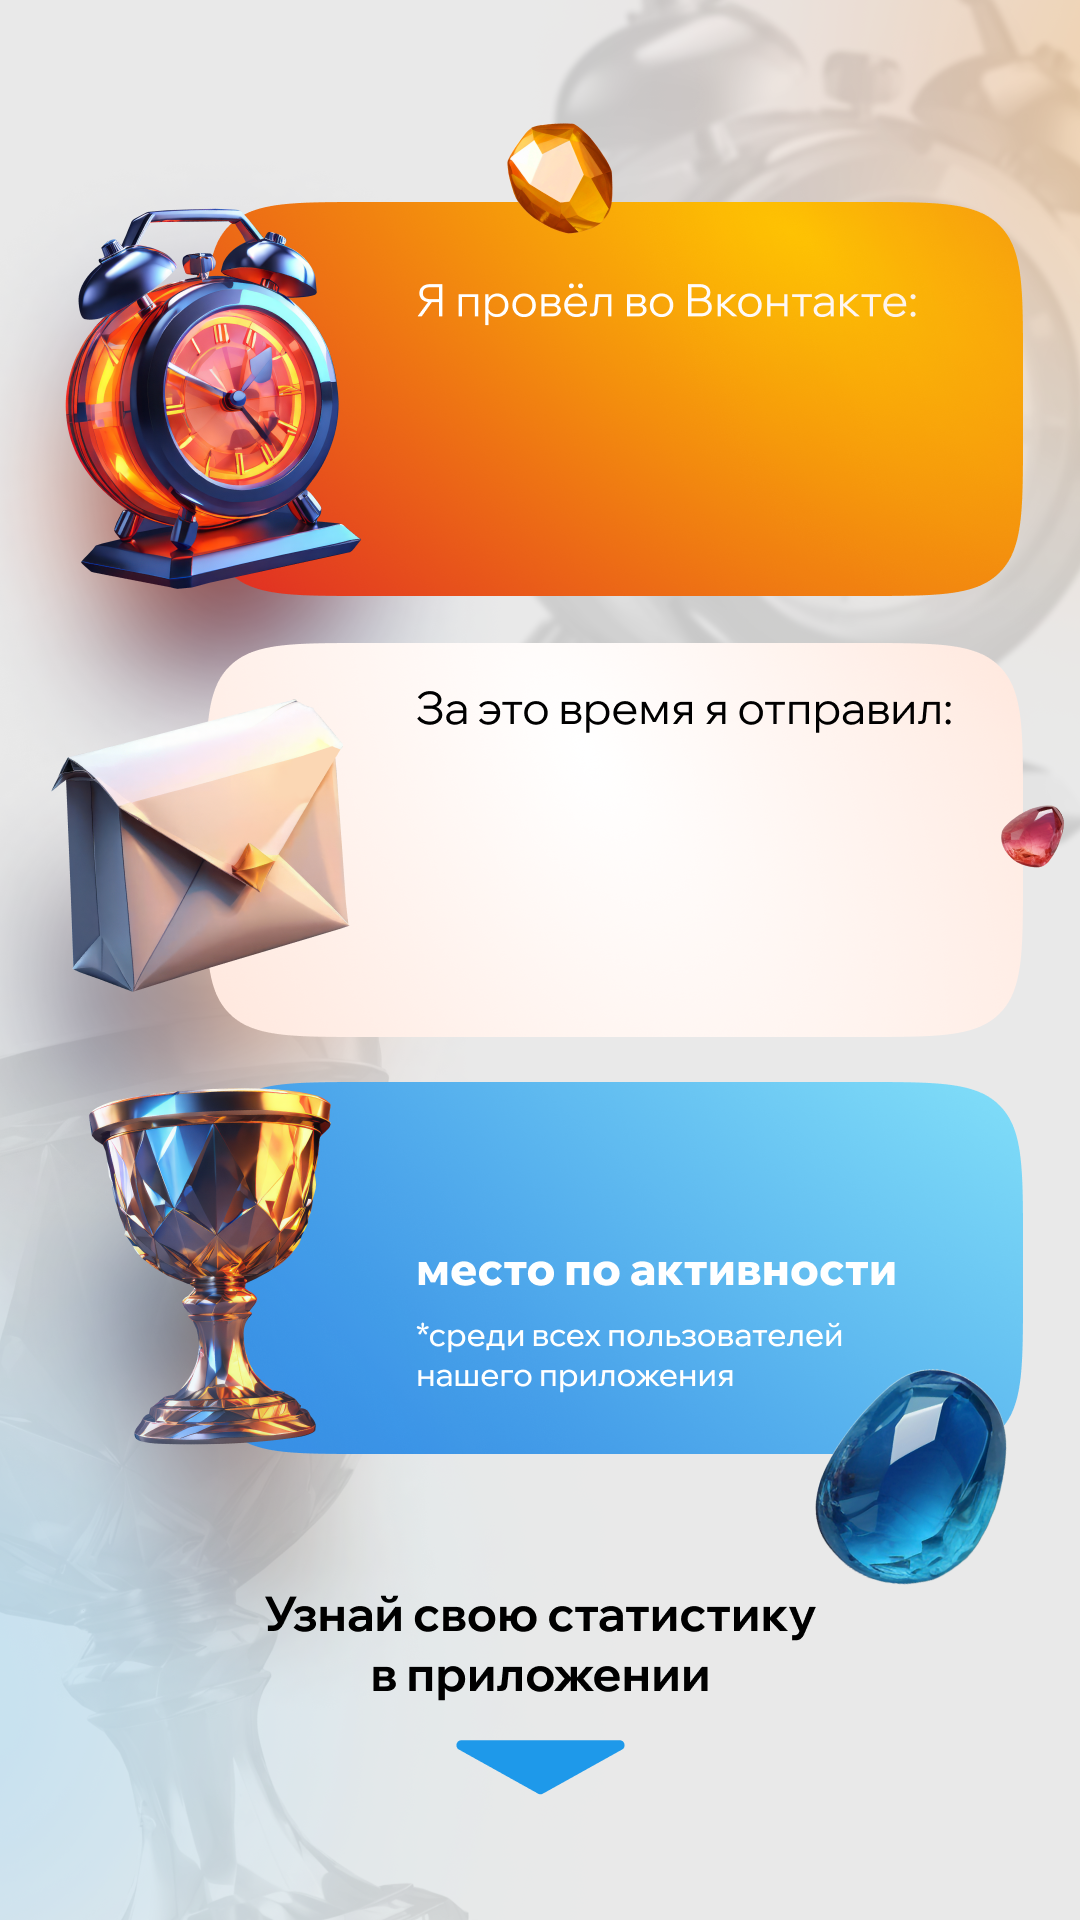 Я провёл во Вконтакте:
За это время я отправил:
место по активности
*среди всех пользователей
нашего приложения
Узнай свою статистику
в приложении